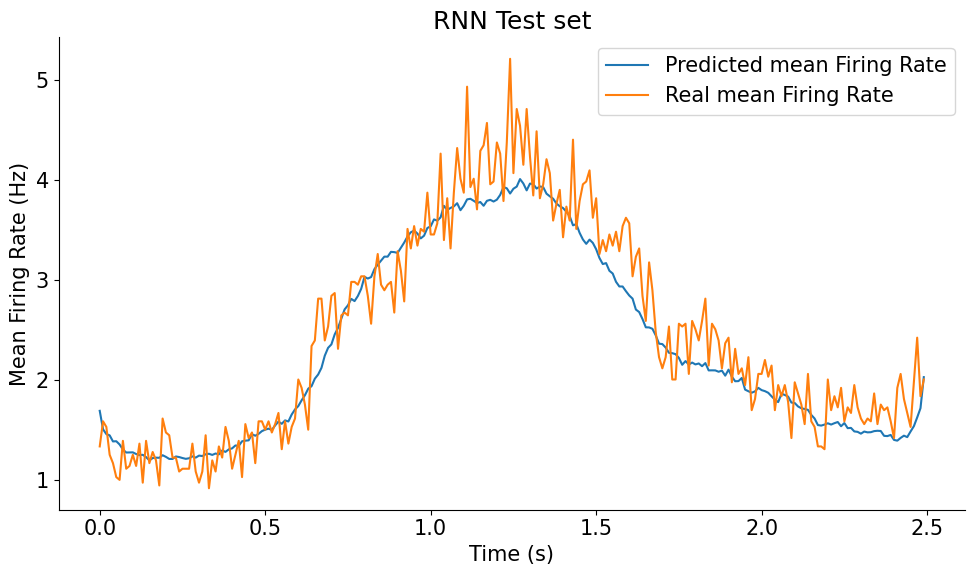 RNN Test set
Predicted mean Firing Rate
Real mean Firing Rate
Mean Firing Rate (Hz)
5
4
3
2
1
0.0 0.5 1.0 1.5 2.0 2.5
Time (s)